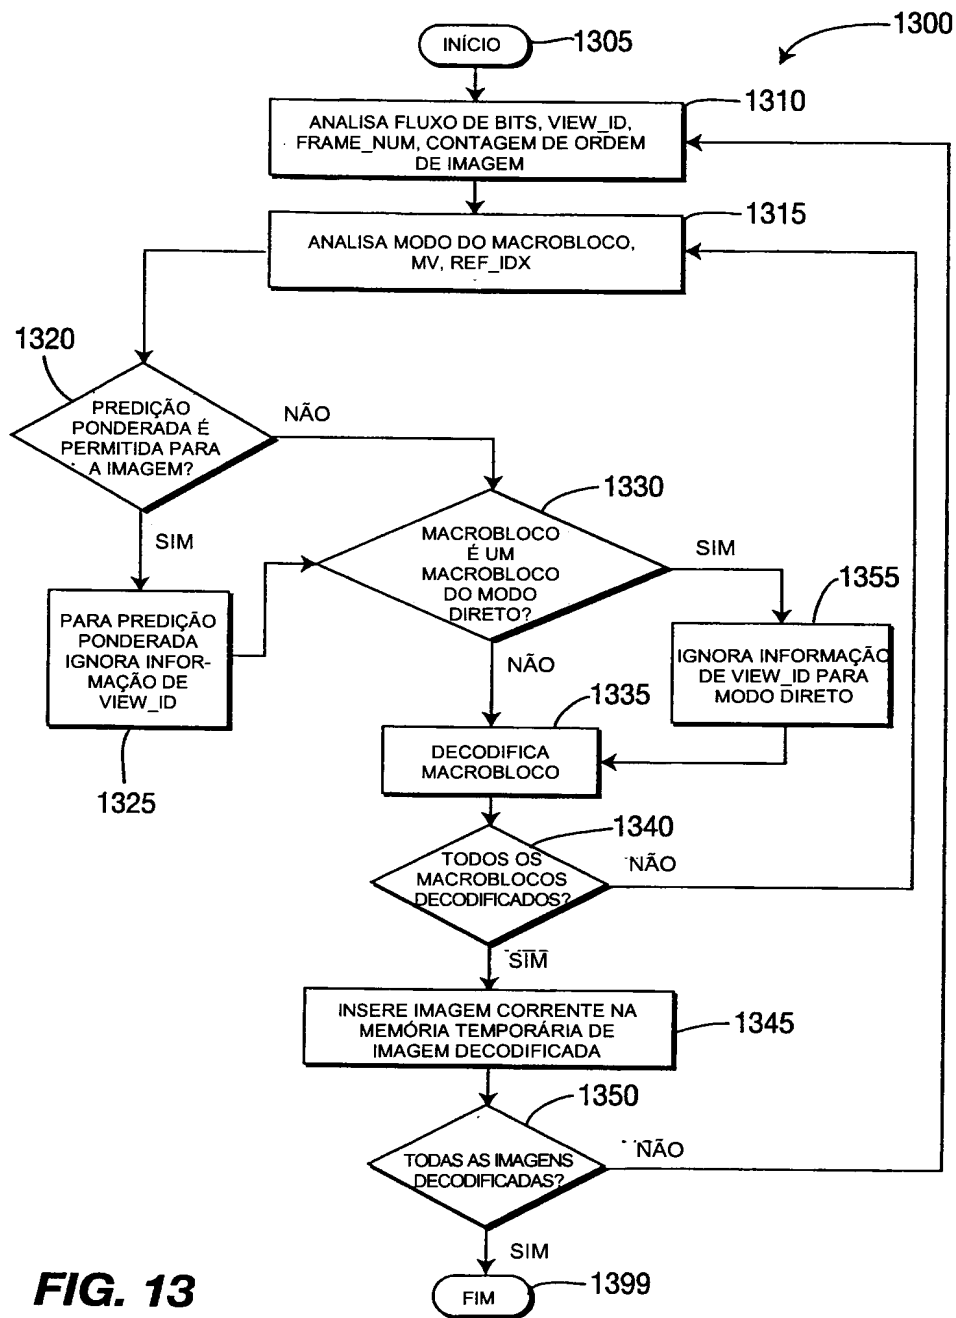 1300
INÍCIO
1305
1310
ANALISA FLUXO DE BITS, VIEW_ID,
FRAME_NUM, CONTAGEM DE ORDEM
DE IMAGEM
1315
ANALISA MODO DO MACROBLOCO,
MV, REF_IDX
1320
PREDIÇÃO
PONDERADA É
PERMITIDA PARA
A IMAGEM?
NÃO
SIM
1330
MACROBLOCO
É UM
MACROBLOCO
DO MODO
DIRETO?
SIM
NÃO
1355
PARA PREDIÇÃO
PONDERADA
IGNORA INFOR-
MAÇÃO DE
VIEW_ID
1325
IGNORA INFORMAÇÃO
DE VIEW_ID PARA
MODO DIRETO
1335
DECODIFICA
MACROBLOCO
1340
TODOS OS
MACROBLOCOS
DECODIFICADOS?
NÃO
SIM
INSERE IMAGEM CORRENTE NA
MEMÓRIA TEMPORÁRIA DE
IMAGEM DECODIFICADA
1345
1350
TODAS AS IMAGENS
DECODIFICADAS?
NÃO
SIM
FIM
1399
FIG. 13